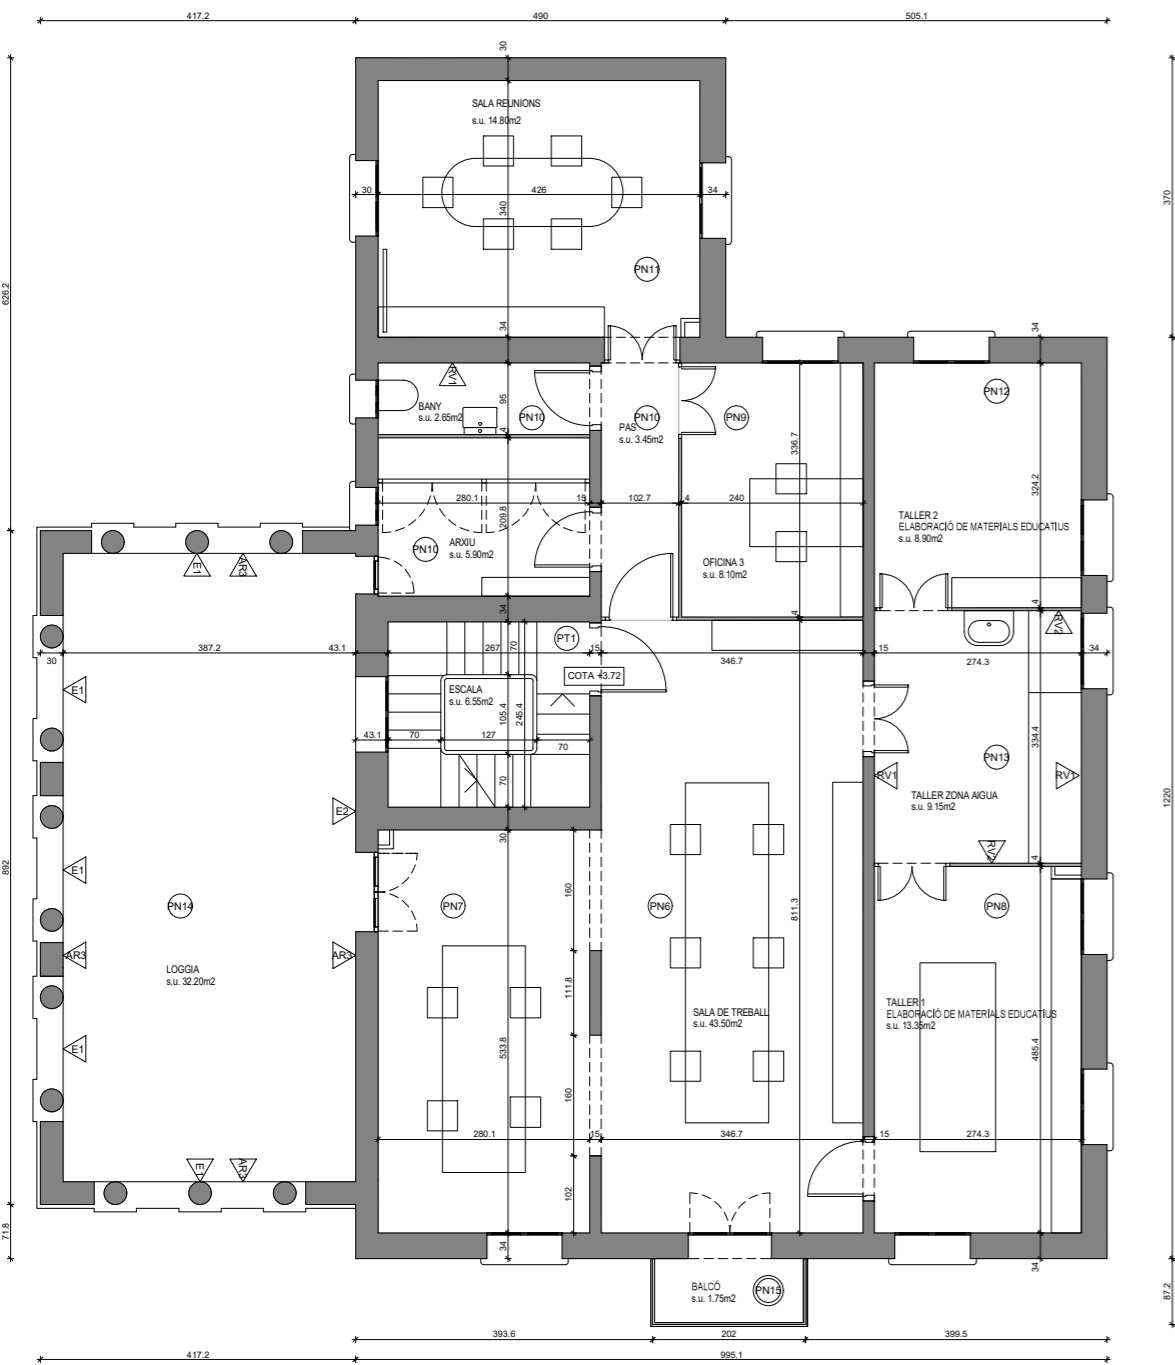 417.2
490
505.1
30
SALA REUNIONS
s.u. 14.80m2
370
30
426
34
340
PN11
626.2
34
34
RV1
95
BANY
s.u. 2.65m2
PN10
4
PAS
s.u. 3.45m2
PN10
PN9
336.7
PN12
324.2
280.1
15
102.7
4
240
209.8
PN10
ARXIU
s.u. 5.90m2
OFICINA 3
s.u. 8.10m2
TALLER 2
ELABORACIÓ DE MATERIALS EDUCATIUS
s.u. 8.90m2
E1
AR3
34
4
4
RV2
PT1
30
387.2
43.1
267
70
15
346.7
15
274.3
34
COTA +3.72
E1
ESCALA
s.u. 6.55m2
105.4
245.4
43.1
70
127
70
334.4
PN13
70
RV1
RV1
TALLER ZONA AIGUA
s.u. 9.15m2
1220
E2
30
RV2
4
892
E1
160
PN14
PN7
PN6
811.3
PN8
AR3
AR3
LOGGIA
s.u. 32.20m2
111.8
SALA DE TREBALL
s.u. 43.50m2
TALLER 1
ELABORACIÓ DE MATERIALS EDUCATIUS
s.u. 13.35m2
E1
533.8
485.4
160
280.1
15
346.7
15
274.3
E1
AR3
102
71.8
34
34
BALCÓ
s.u. 1.75m2
PN15
87.2
393.6
202
399.5
417.2
995.1